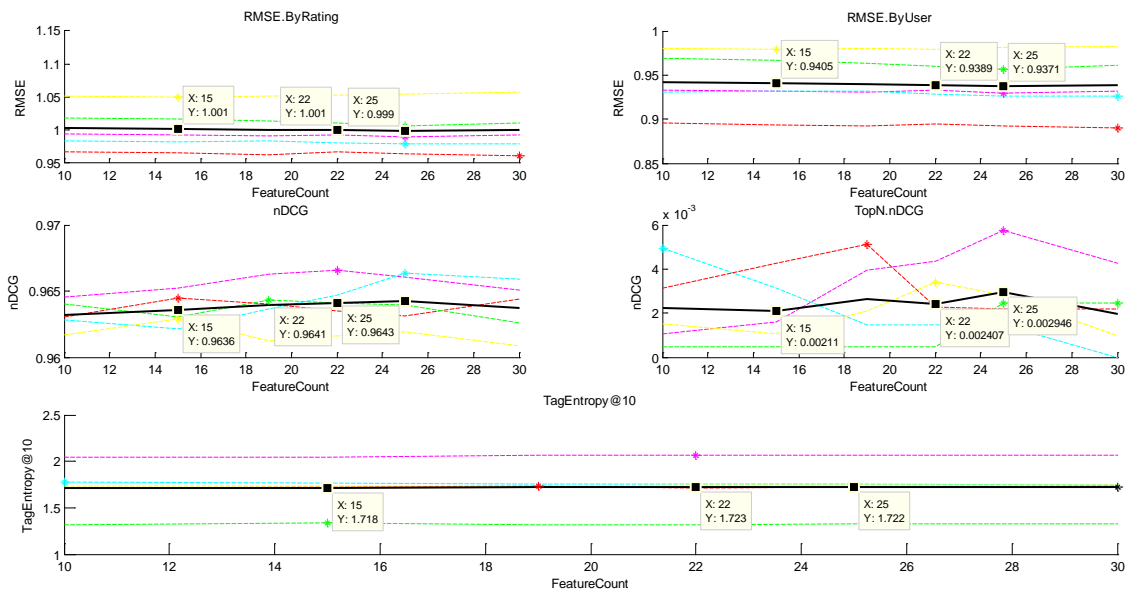 RMSE.ByRating
1.15
1.1
1.05
1
0.95
RMSE
X: 15
Y: 1.001
X: 22
Y: 1.001
X: 25
Y: 0.999
10 12 14 16 18 20 22 24 26 28 30
FeatureCount
RMSE.ByUser
1
0.95
0.9
0.85
RMSE
X: 15
Y: 0.9405
X: 22
Y: 0.9389
X: 25
Y: 0.9371
10 12 14 16 18 20 22 24 26 28 30
FeatureCount
nDCG
0.97
0.965
0.96
nDCG
X: 15
Y: 0.9636
X: 22
Y: 0.9641
X: 25
Y: 0.9643
10 12 14 16 18 20 22 24 26 28 30
FeatureCount
TopN.nDCG
x 10⁻³
6
4
2
0
nDCG
X: 15
Y: 0.00211
X: 22
Y: 0.002407
X: 25
Y: 0.002946
10 12 14 16 18 20 22 24 26 28 30
FeatureCount
TagEntropy@10
2.5
2
1.5
1
TagEntropy@10
X: 15
Y: 1.718
X: 22
Y: 1.723
X: 25
Y: 1.722
10 12 14 16 18 20 22 24 26 28 30
FeatureCount